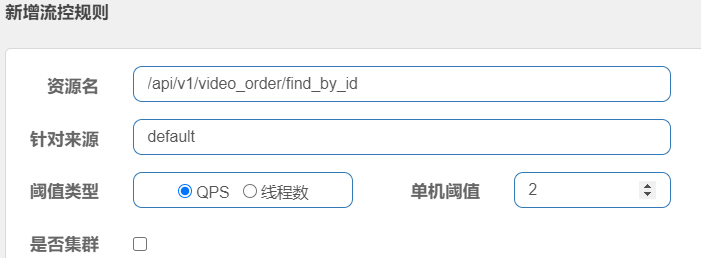 新增流控规则
资源名 /api/v1/video_order/find_by_id
针对来源 default
阈值类型 QPS 线程数 单机阈值 2
是否集群